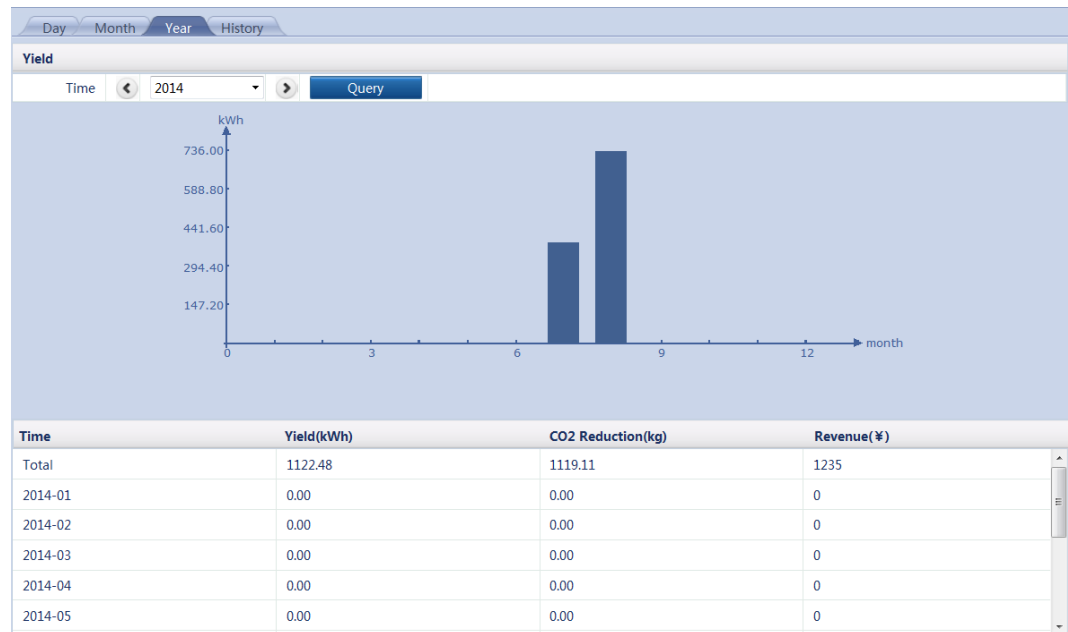 Day Month Year History
Yield
Time 2014 Query
kWh
736.00
588.80
441.60
294.40
147.20
0 3 6 9 12 month
Time Yield(kWh) CO2 Reduction(kg) Revenue(¥)
Total 1122.48 1119.11 1235
2014-01 0.00 0.00 0
2014-02 0.00 0.00 0
2014-03 0.00 0.00 0
2014-04 0.00 0.00 0
2014-05 0.00 0.00 0